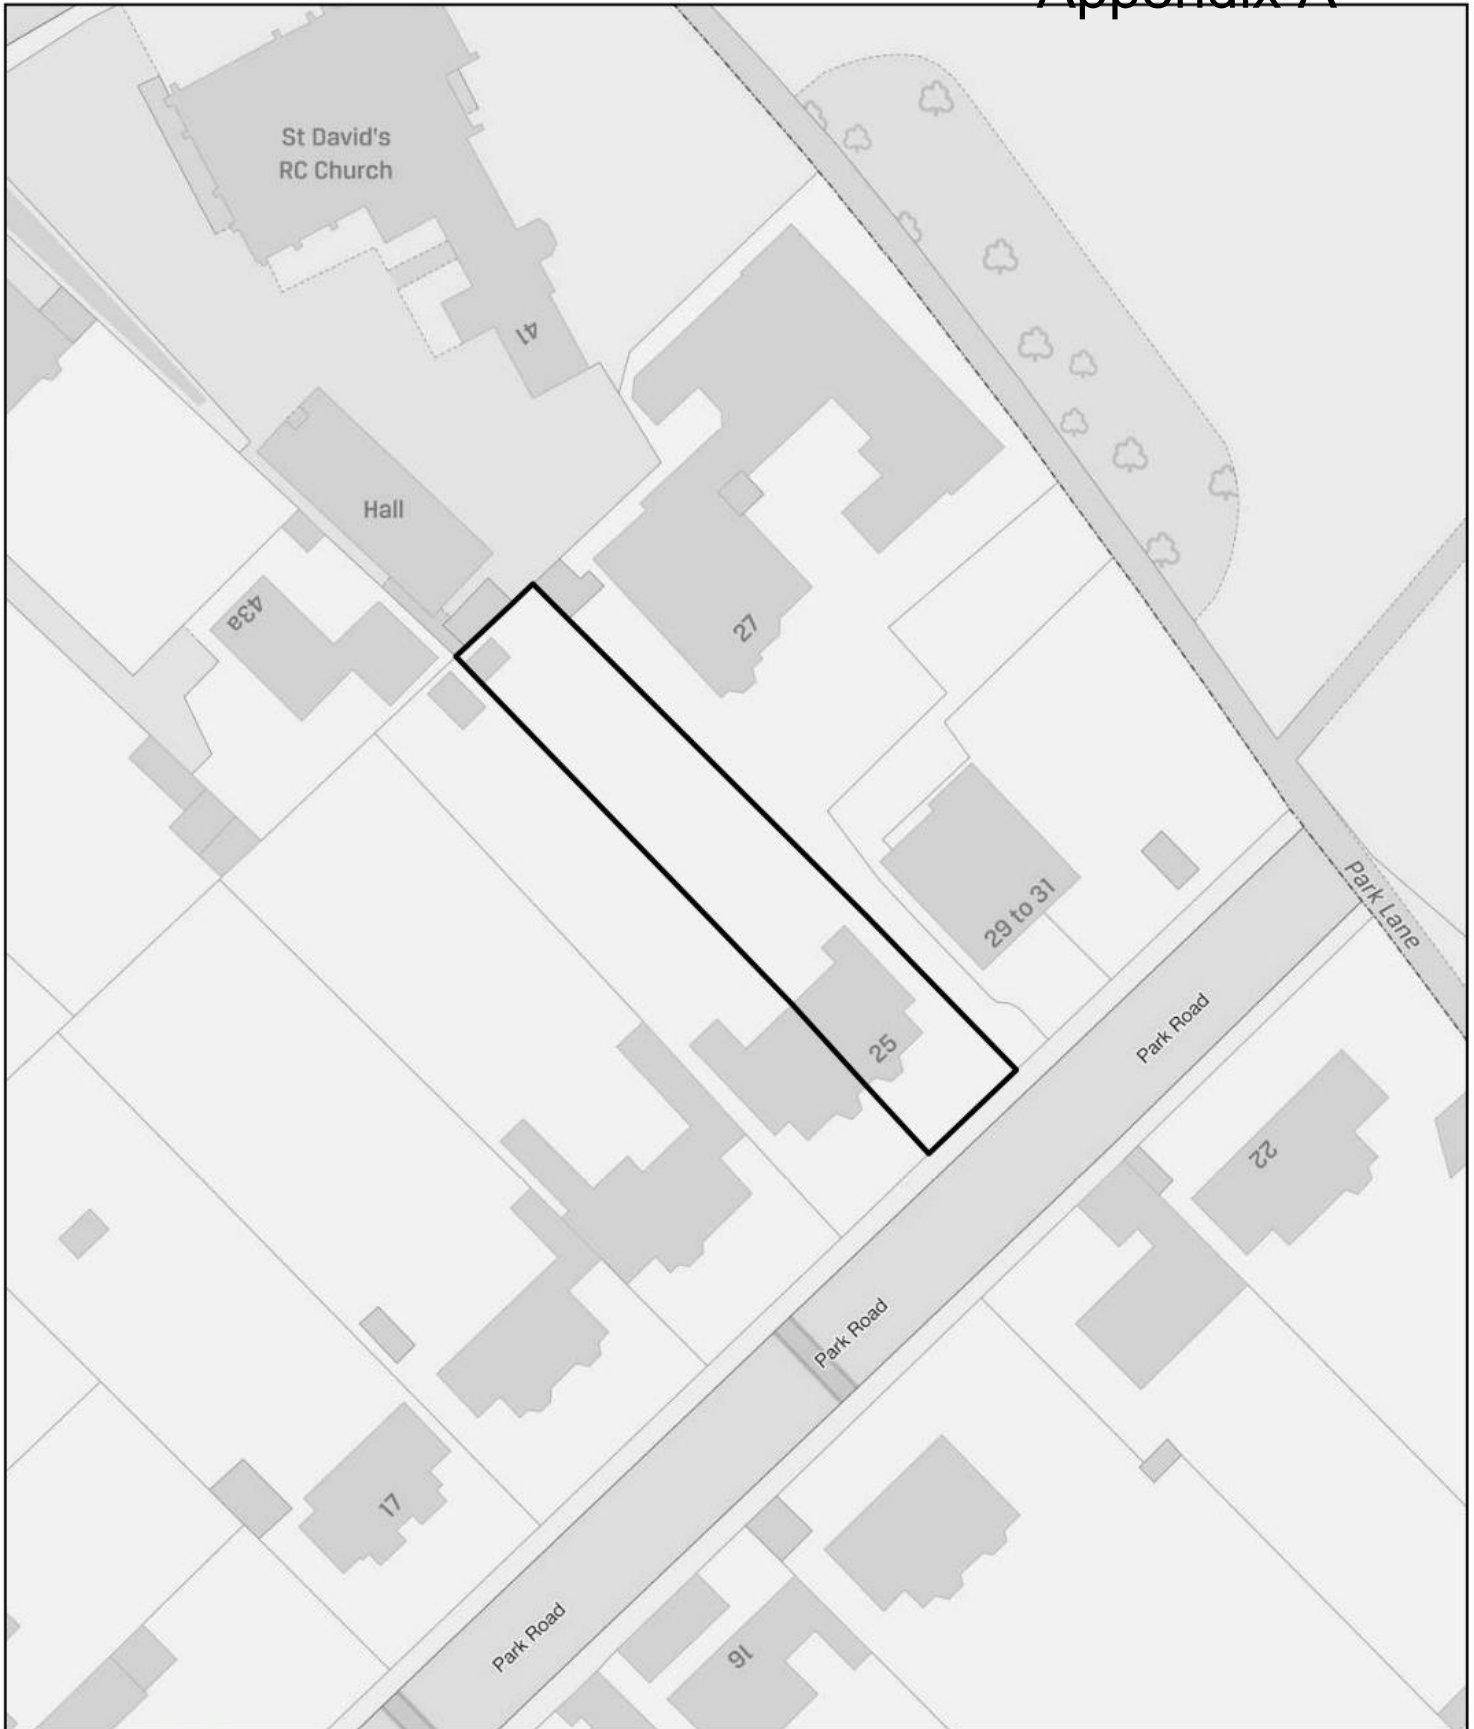 Appendix A
St David's
RC Church
41
Hall
43a
27
29 to 31
Park Lane
Park Road
25
22
Park Road
17
Park Road
16